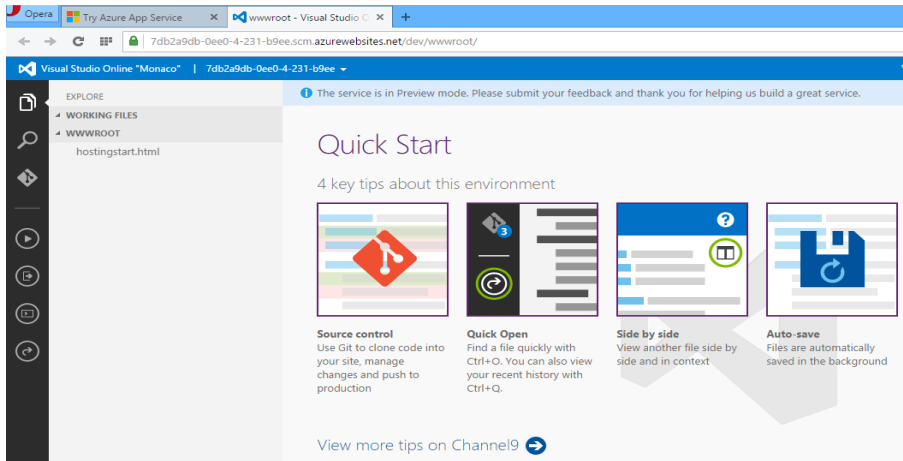 Opera
Try Azure App Service
wwwroot - Visual Studio O
7db2a9db-0ee0-4-231-b9ee.scm.azurewebsites.net/dev/wwwroot/
Visual Studio Online "Monaco" | 7db2a9db-0ee0-4-231-b9ee
EXPLORE
The service is in Preview mode. Please submit your feedback and thank you for helping us build a great service.
WORKING FILES
WWWROOT
hostingstart.html
Quick Start
4 key tips about this environment
3
?
Source control
Use Git to clone code into
your site, manage
changes and push to
production
Quick Open
Find a file quickly with
Ctrl+O. You can also view
your recent history with
Ctrl+Q.
Side by side
View another file side by
side and in context
Auto-save
Files are automatically
saved in the background
View more tips on Channel9